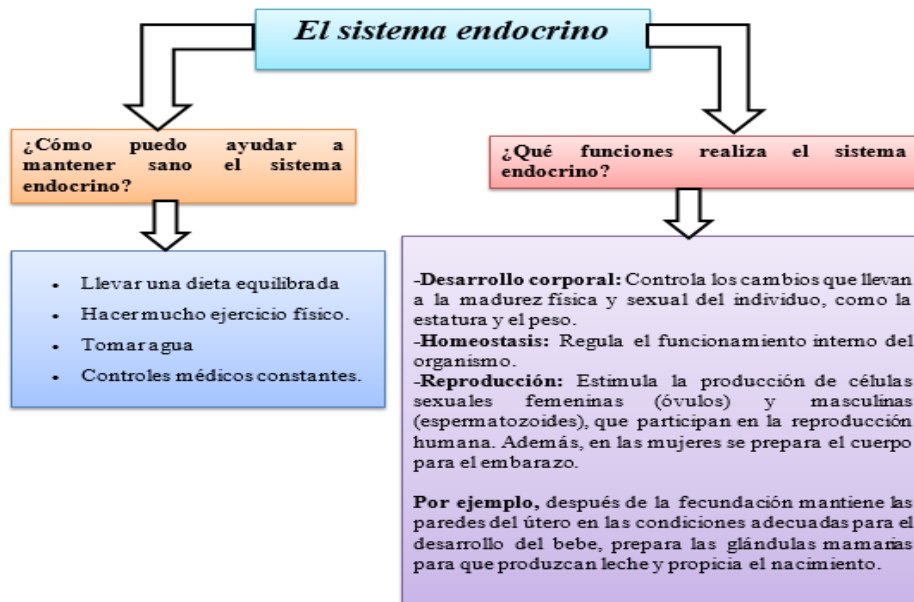 El sistema endocrino
¿Cómo puedo ayudar a
mantener sano el sistema
endocrino?
• Llevar una dieta equilibrada
• Hacer mucho ejercicio físico.
• Tomar agua
• Controles médicos constantes.
¿Qué funciones realiza el sistema
endocrino?
-Desarrollo corporal: Controla los cambios que llevan
a la madurez física y sexual del individuo, como la
estatura y el peso.
-Homeostasis: Regula el funcionamiento interno del
organismo.
-Reproducción: Estimula la producción de células
sexuales femeninas (óvulos) y masculinas
(espermatozoides), que participan en la reproducción
humana. Además, en las mujeres se prepara el cuerpo
para el embarazo.
Por ejemplo, después de la fecundación mantiene las
paredes del útero en las condiciones adecuadas para el
desarrollo del bebe, prepara las glándulas mamarias
para que produzcan leche y propicia el nacimiento.